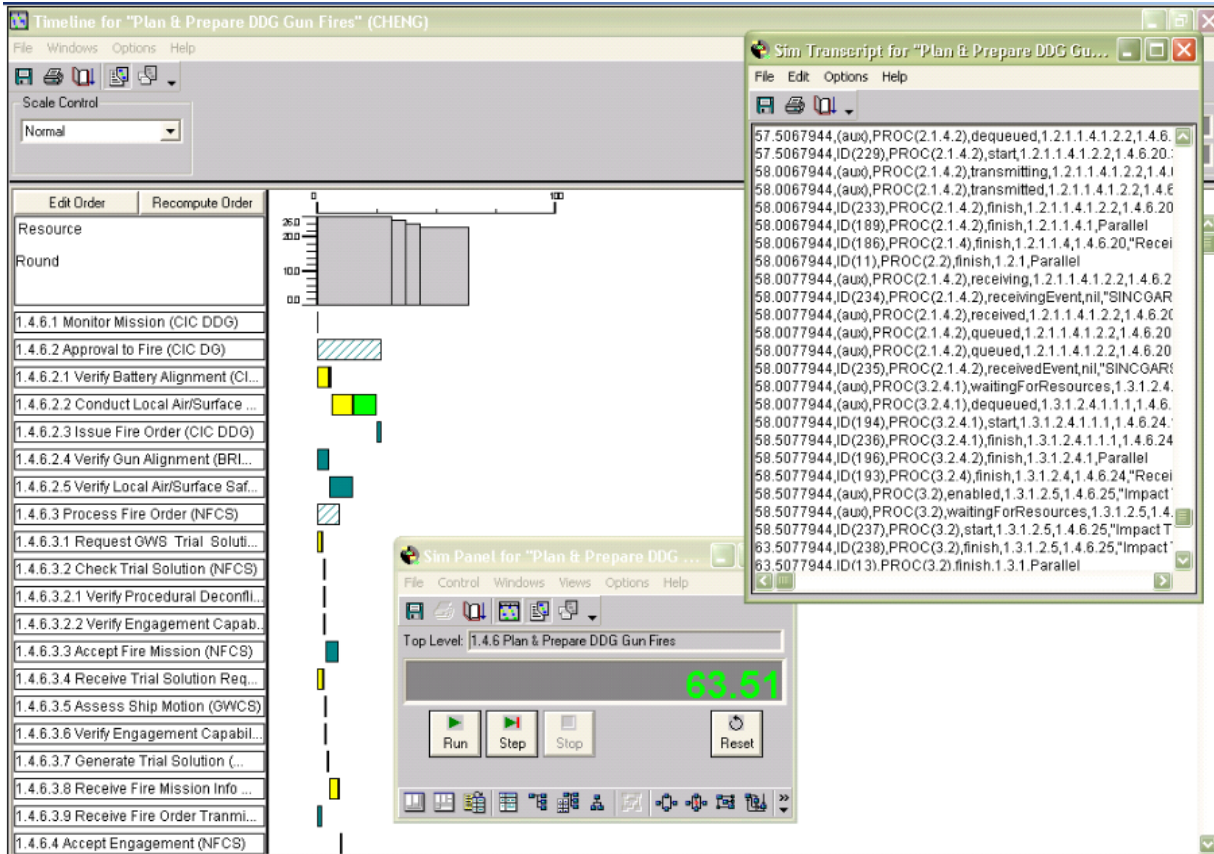 Timeline for "Plan & Prepare DDG Gun Fires" (CHENG)
File Windows Options Help
Scale Control
Normal
Edit Order Recompute Order
Resource
Round
0 100
25.0
20.0
10.0
0.0
1.4.6.1 Monitor Mission (CIC DDG)
1.4.6.2 Approval to Fire (CIC DG)
1.4.6.2.1 Verify Battery Alignment (CI...
1.4.6.2.2 Conduct Local Air/Surface ...
1.4.6.2.3 Issue Fire Order (CIC DDG)
1.4.6.2.4 Verify Gun Alignment (BRI...
1.4.6.2.5 Verify Local Air/Surface Saf...
1.4.6.3 Process Fire Order (NFCS)
1.4.6.3.1 Request GWS Trial Soluti...
1.4.6.3.2 Check Trial Solution (NFCS)
1.4.6.3.2.1 Verify Procedural Deconfli...
1.4.6.3.2.2 Verify Engagement Capab...
1.4.6.3.3 Accept Fire Mission (NFCS)
1.4.6.3.4 Receive Trial Solution Req...
1.4.6.3.5 Assess Ship Motion (GWCS)
1.4.6.3.6 Verify Engagement Capabil...
1.4.6.3.7 Generate Trial Solution (...
1.4.6.3.8 Receive Fire Mission Info ...
1.4.6.3.9 Receive Fire Order Tranmi...
1.4.6.4 Accept Engagement (NFCS)
Sim Panel for "Plan & Prepare DDG ...
File Control Windows Views Options Help
Top Level: 1.4.6 Plan & Prepare DDG Gun Fires
63.51
Run Step Stop Reset
Sim Transcript for "Plan & Prepare DDG Gu...
File Edit Options Help
57.5067944,(aux),PROC(2.1.4.2),dequeued,1.2.1.1.4.1.2.2,1.4.6.
57.5067944,ID(229),PROC(2.1.4.2),start,1.2.1.1.4.1.2.2,1.4.6.20.
58.0067944,(aux),PROC(2.1.4.2),transmitting,1.2.1.1.4.1.2.2,1.4.
58.0067944,(aux),PROC(2.1.4.2),transmitted,1.2.1.1.4.1.2.2,1.4.6
58.0067944,ID(233),PROC(2.1.4.2),finish,1.2.1.1.4.1.2.2,1.4.6.20
58.0067944,ID(189),PROC(2.1.4.2),finish,1.2.1.1.4.1,Parallel
58.0067944,ID(186),PROC(2.1.4),finish,1.2.1.1.4,1.4.6.20,"Recei
58.0067944,ID(11),PROC(2.2),finish,1.2.1,Parallel
58.0077944,(aux),PROC(2.1.4.2),receiving,1.2.1.1.4.1.2.2,1.4.6.2
58.0077944,ID(234),PROC(2.1.4.2),receivingEvent,nil,"SINCGAR
58.0077944,(aux),PROC(2.1.4.2),received,1.2.1.1.4.1.2.2,1.4.6.20
58.0077944,(aux),PROC(2.1.4.2),queued,1.2.1.1.4.1.2.2,1.4.6.20
58.0077944,(aux),PROC(2.1.4.2),queued,1.2.1.1.4.1.2.2,1.4.6.20
58.0077944,ID(235),PROC(2.1.4.2),receivedEvent,nil,"SINCGARS
58.0077944,(aux),PROC(3.2.4.1),waitingForResources,1.3.1.2.4.
58.0077944,(aux),PROC(3.2.4.1),dequeued,1.3.1.2.4.1.1.1,1.4.6.
58.0077944,ID(194),PROC(3.2.4.1),start,1.3.1.2.4.1.1.1,1.4.6.24.
58.5077944,ID(236),PROC(3.2.4.1),finish,1.3.1.2.4.1.1.1,1.4.6.24
58.5077944,ID(196),PROC(3.2.4.2),finish,1.3.1.2.4.1,Parallel
58.5077944,ID(193),PROC(3.2.4),finish,1.3.1.2.4,1.4.6.24,"Recei
58.5077944,(aux),PROC(3.2),enabled,1.3.1.2.5,1.4.6.25,"Impact T
58.5077944,(aux),PROC(3.2),waitingForResources,1.3.1.2.5,1.4.
58.5077944,ID(237),PROC(3.2),start,1.3.1.2.5,1.4.6.25,"Impact T
63.5077944,ID(238),PROC(3.2),finish,1.3.1.2.5,1.4.6.25,"Impact
63.5077944,ID(13),PROC(3.2),finish,1.3.1,Parallel